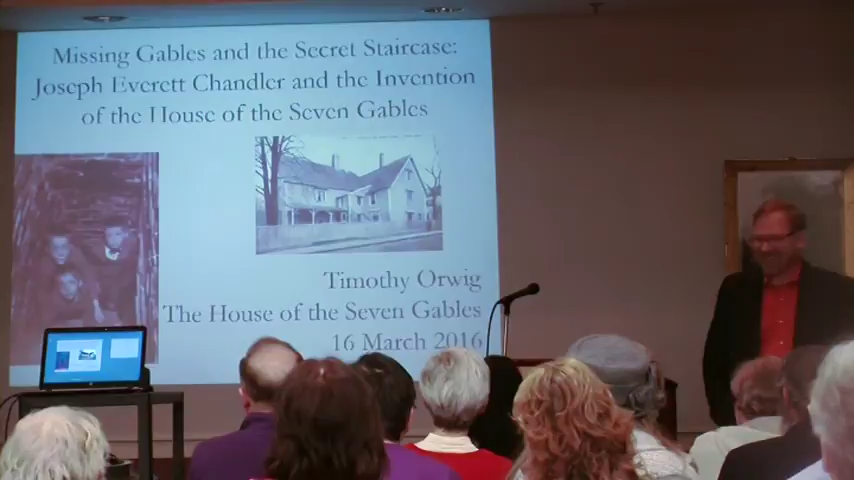 Missing Gables and the Secret Staircase:
Joseph Everett Chandler and the Invention
of the House of the Seven Gables
Timothy Orwig
The House of the Seven Gables
16 March 2016